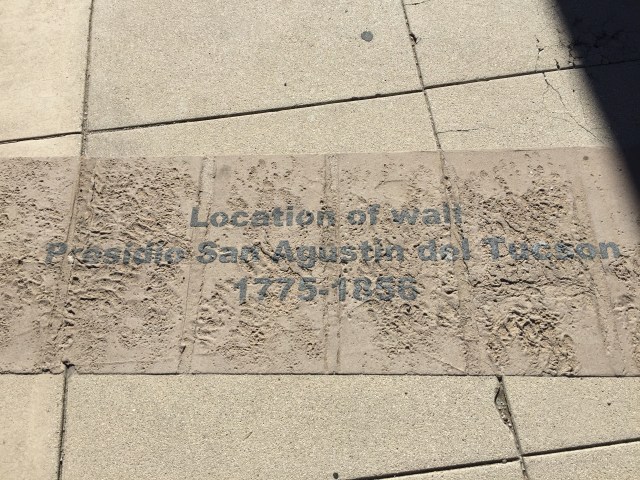 Location of wall
Presidio San Agustin del Tucson
1775-1856